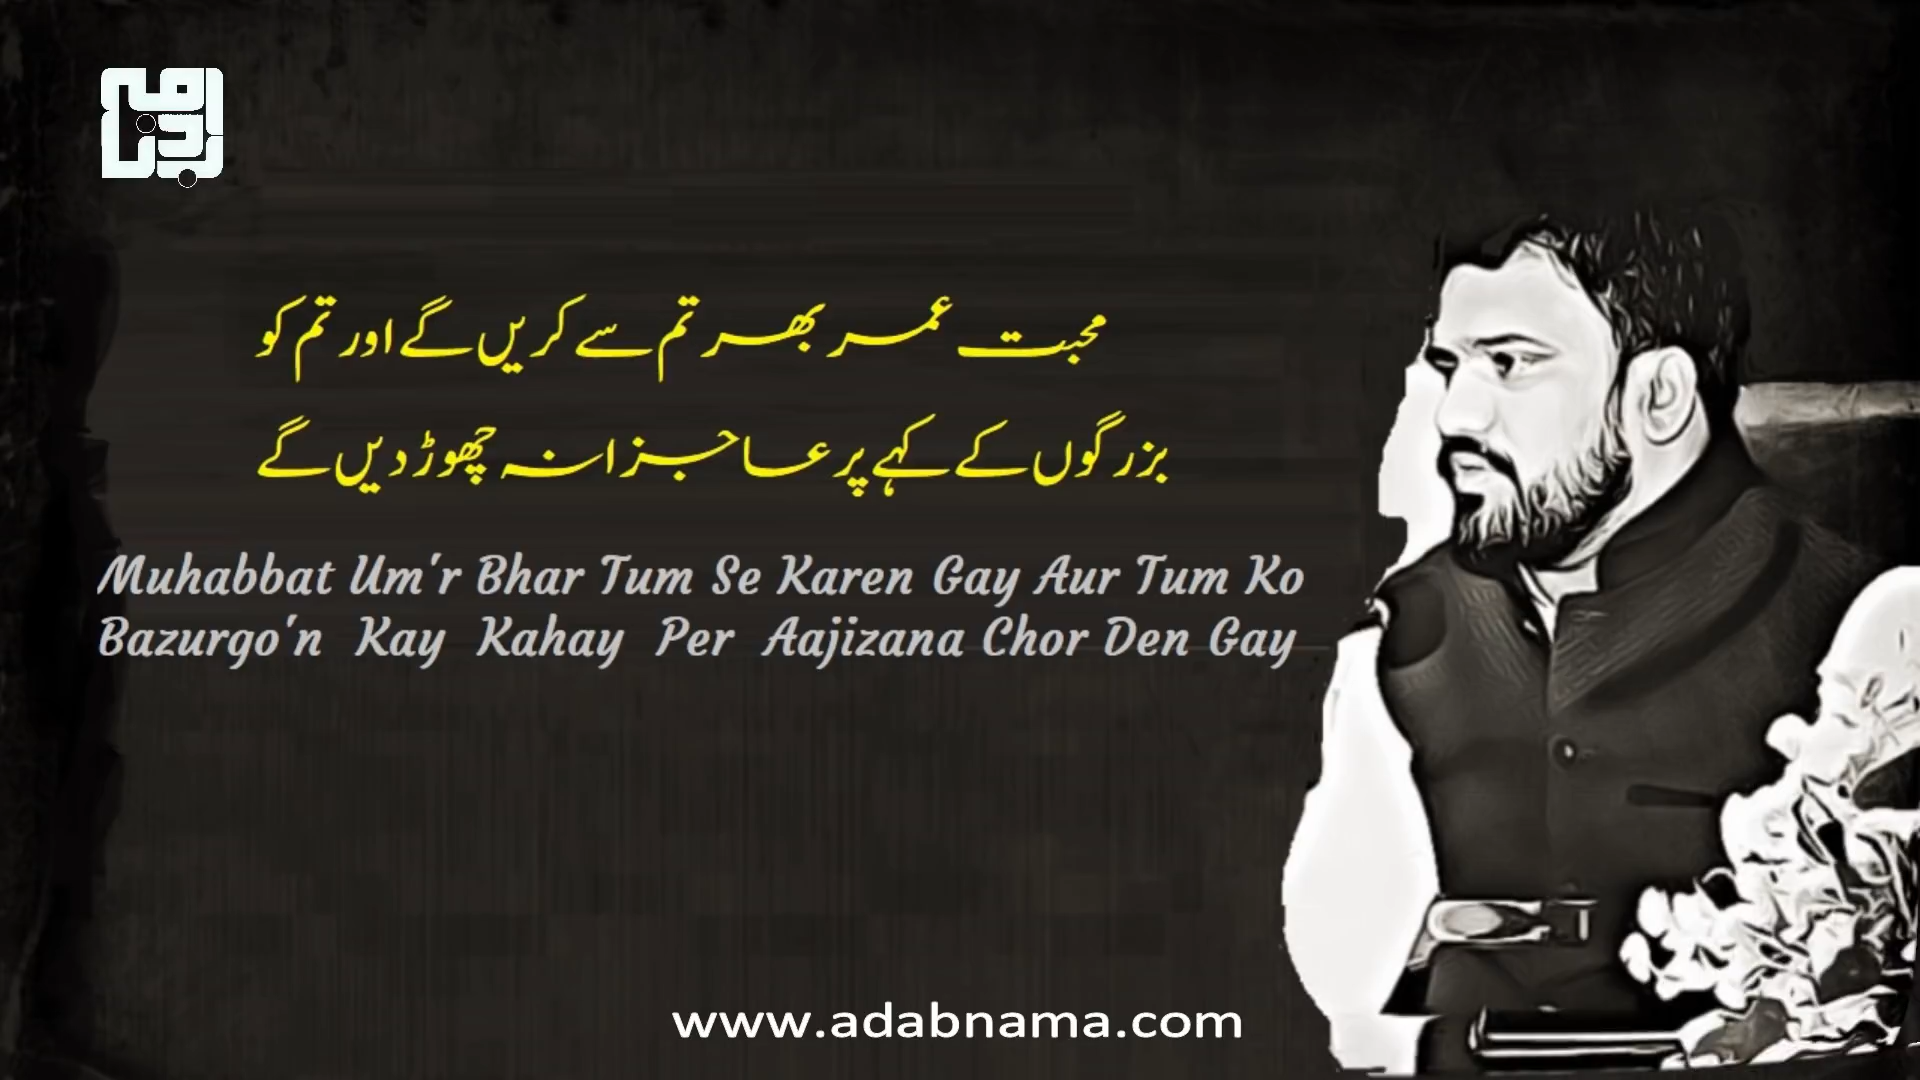 ادب نامہ
محبت عمر بھر تم سے کریں گے اور تم کو
بزرگوں کے کہے پر عاجزانہ چھوڑ دیں گے
Muhabbat Um'r Bhar Tum Se Karen Gay Aur Tum Ko
Bazurgo'n Kay Kahay Per Aajizana Chor Den Gay
www.adabnama.com